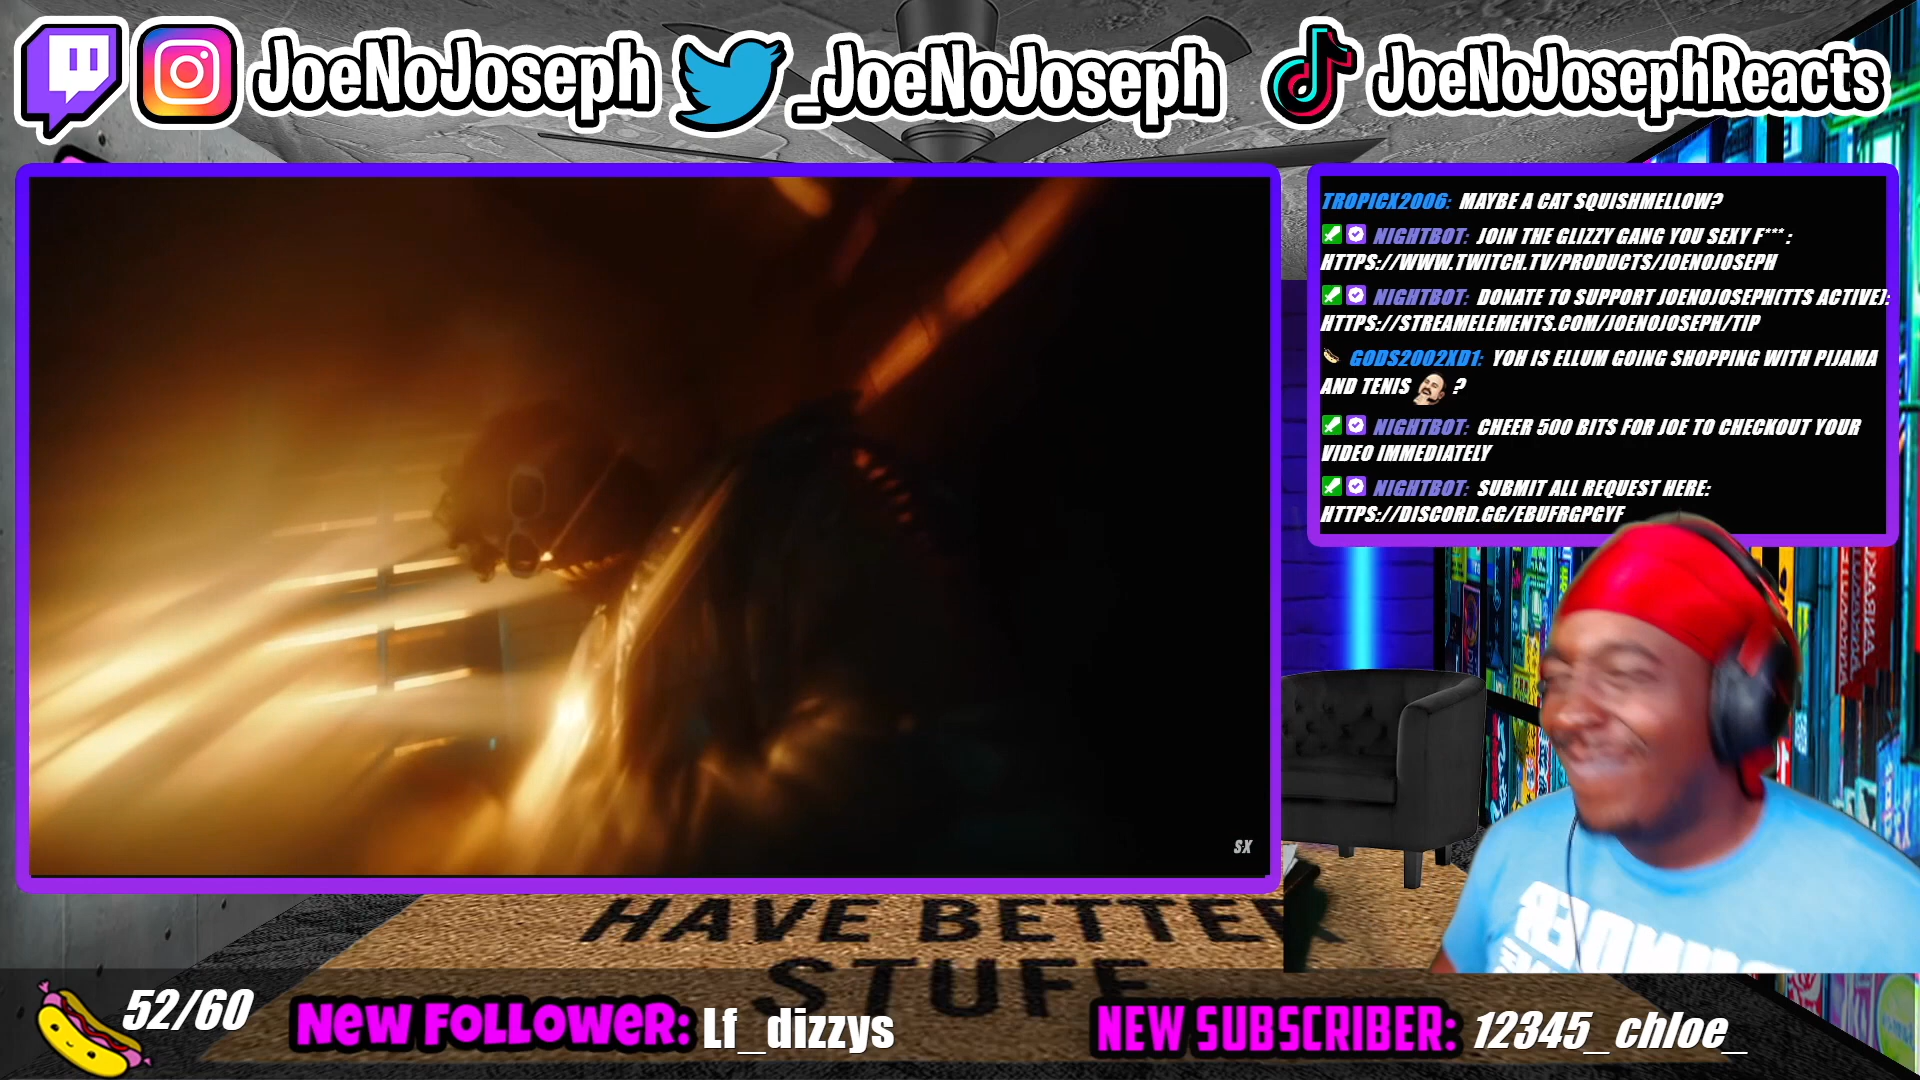 JoeNoJoseph
_JoeNoJoseph
JoeNoJosephReacts
TROPICX2006: MAYBE A CAT SQUISHMELLOW?
NIGHTBOT: JOIN THE GLIZZY GANG YOU SEXY F*** :
HTTPS://WWW.TWITCH.TV/PRODUCTS/JOENOJOSEPH
NIGHTBOT: DONATE TO SUPPORT JOENOJOSEPH(TTS ACTIVE):
HTTPS://STREAMELEMENTS.COM/JOENOJOSEPH/TIP
GODS2002XD1: YOH IS ELLUM GOING SHOPPING WITH PIJAMA
AND TENIS ?
NIGHTBOT: CHEER 500 BITS FOR JOE TO CHECKOUT YOUR
VIDEO IMMEDIATELY
NIGHTBOT: SUBMIT ALL REQUEST HERE:
HTTPS://DISCORD.GG/EBUFRGPGYF
SX
HAVE BETTER
STUFF
52/60
NEW FOLLOWER: Lf_dizzys
NEW SUBSCRIBER: 12345_chloe_